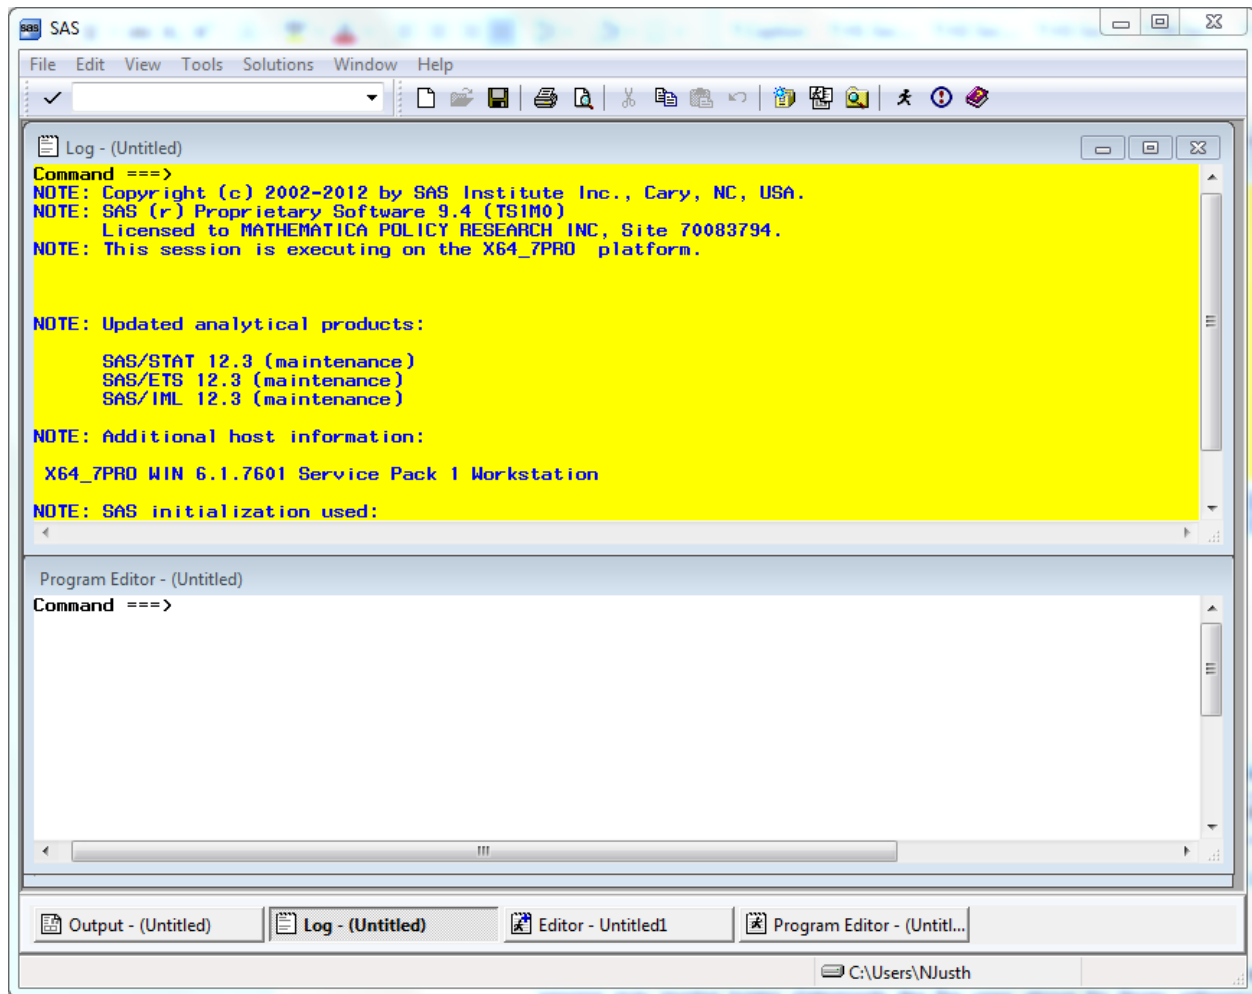 sas SAS
File Edit View Tools Solutions Window Help
Log - (Untitled)
Command ===>
NOTE: Copyright (c) 2002-2012 by SAS Institute Inc., Cary, NC, USA.
NOTE: SAS (r) Proprietary Software 9.4 (TS1M0)
Licensed to MATHEMATICA POLICY RESEARCH INC, Site 70083794.
NOTE: This session is executing on the X64_7PRO  platform.
NOTE: Updated analytical products:
SAS/STAT 12.3 (maintenance)
SAS/ETS 12.3 (maintenance)
SAS/IML 12.3 (maintenance)
NOTE: Additional host information:
X64_7PRO WIN 6.1.7601 Service Pack 1 Workstation
NOTE: SAS initialization used:
Program Editor - (Untitled)
Command ===>
Output - (Untitled) Log - (Untitled) Editor - Untitled1 Program Editor - (Untitl...
C:\Users\NJusth